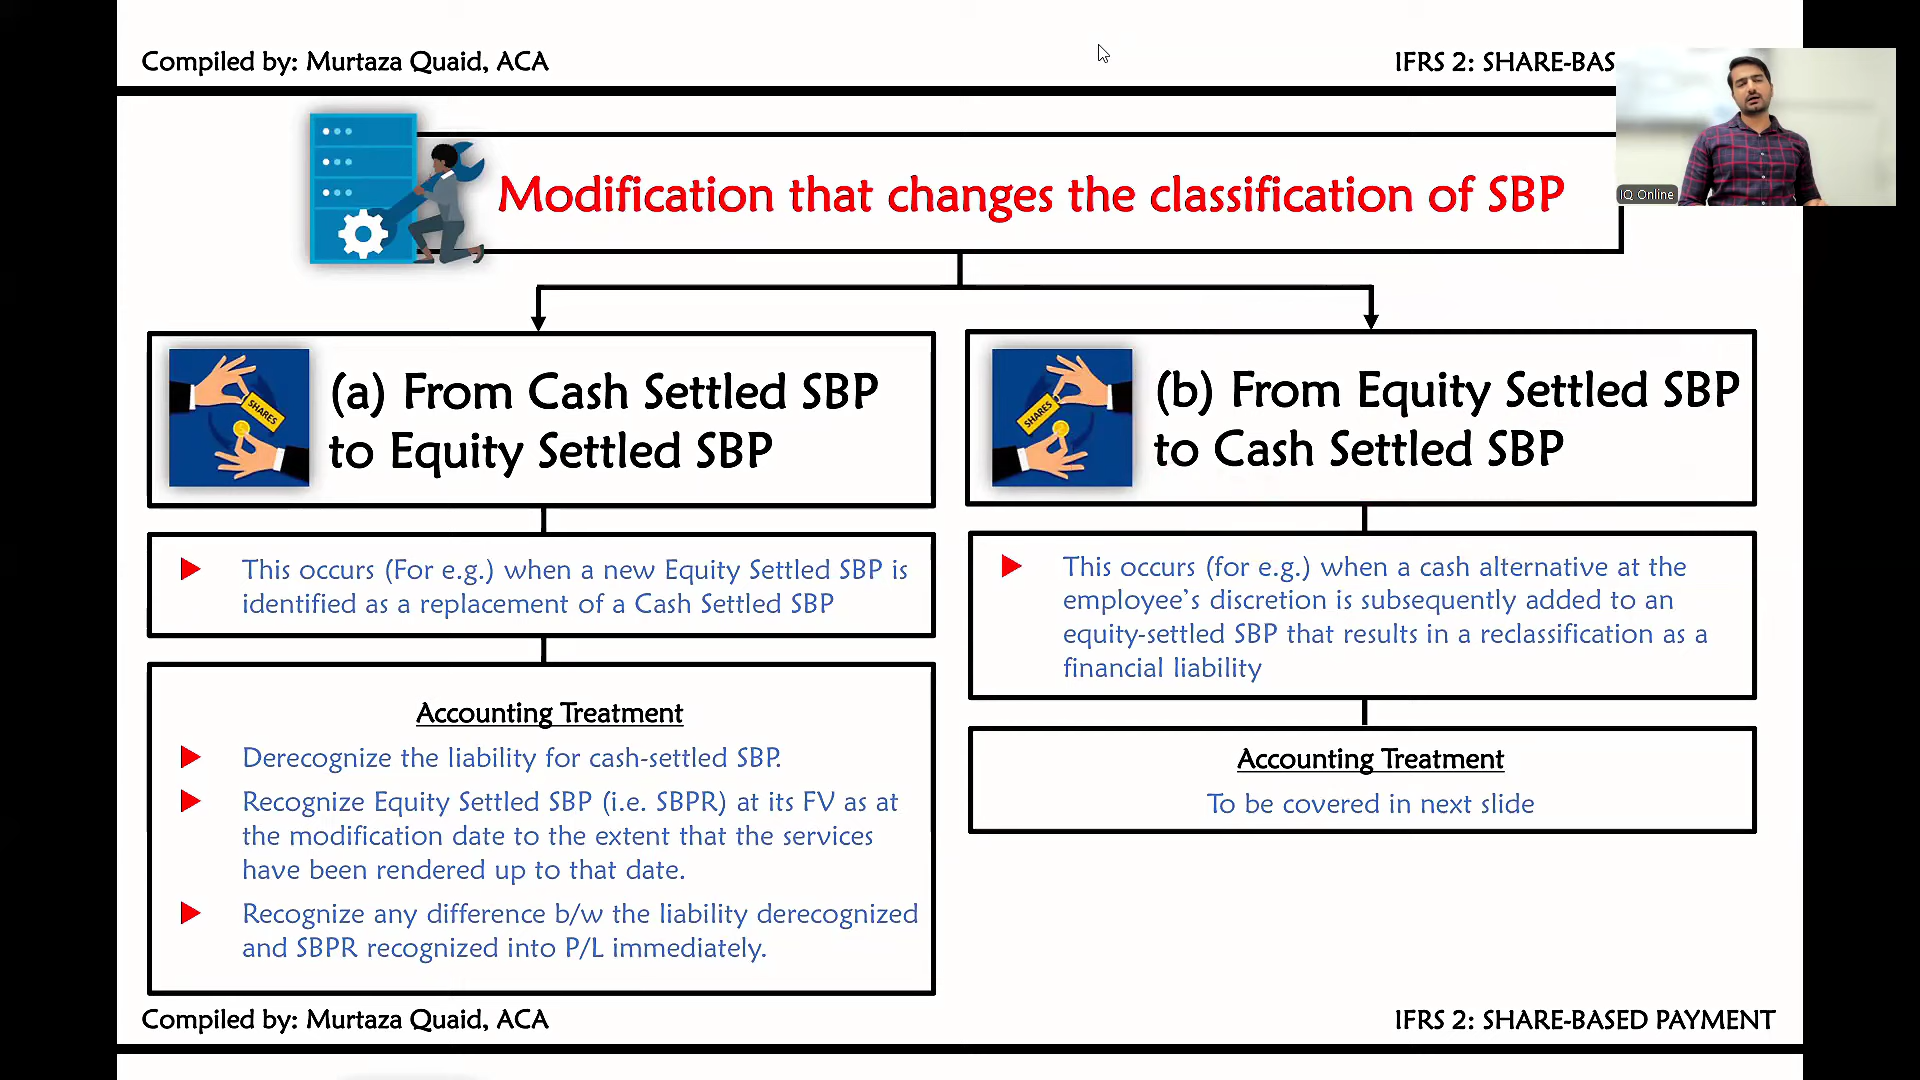 Compiled by: Murtaza Quaid, ACA
IFRS 2: SHARE-BAS
IQ Online
Modification that changes the classification of SBP
SHARES
(a) From Cash Settled SBP
to Equity Settled SBP
SHARES
(b) From Equity Settled SBP
to Cash Settled SBP
This occurs (For e.g.) when a new Equity Settled SBP is
identified as a replacement of a Cash Settled SBP
This occurs (for e.g.) when a cash alternative at the
employee's discretion is subsequently added to an
equity-settled SBP that results in a reclassification as a
financial liability
Accounting Treatment
Derecognize the liability for cash-settled SBP.
Recognize Equity Settled SBP (i.e. SBPR) at its FV as at
the modification date to the extent that the services
have been rendered up to that date.
Recognize any difference b/w the liability derecognized
and SBPR recognized into P/L immediately.
Accounting Treatment
To be covered in next slide
Compiled by: Murtaza Quaid, ACA
IFRS 2: SHARE-BASED PAYMENT